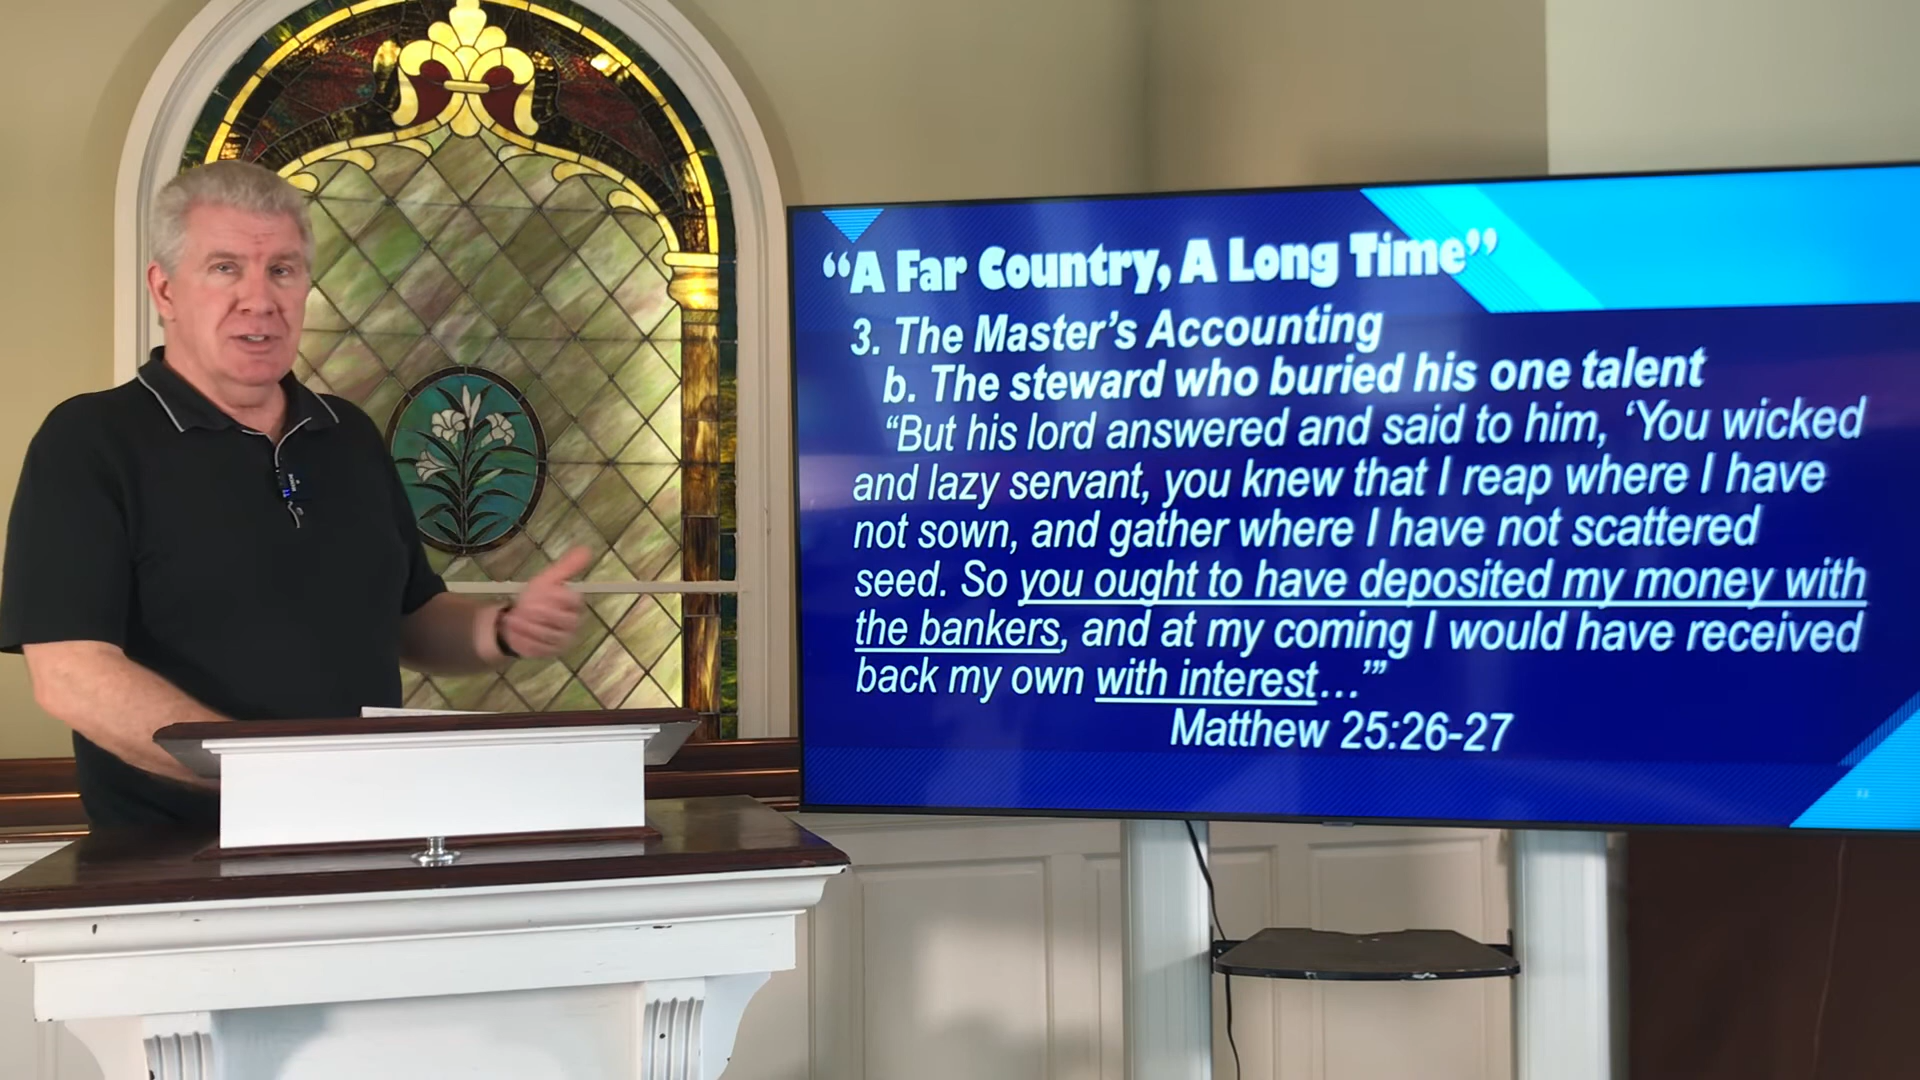 “A Far Country, A Long Time”
3. The Master’s Accounting
b. The steward who buried his one talent
“But his lord answered and said to him, ‘You wicked
and lazy servant, you knew that I reap where I have
not sown, and gather where I have not scattered
seed. So you ought to have deposited my money with
the bankers, and at my coming I would have received
back my own with interest…’”
Matthew 25:26-27